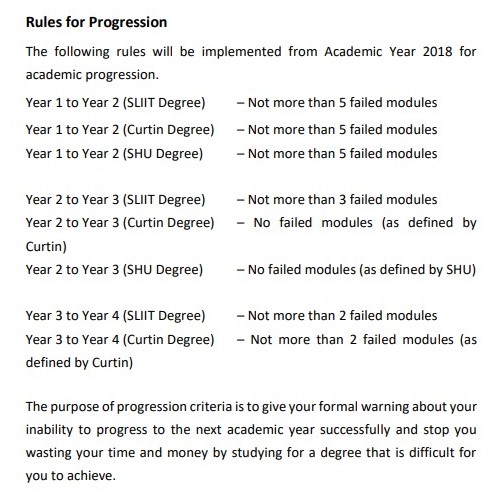 Rules for Progression
The following rules will be implemented from Academic Year 2018 for
academic progression.
Year 1 to Year 2 (SLIIT Degree) – Not more than 5 failed modules
Year 1 to Year 2 (Curtin Degree) – Not more than 5 failed modules
Year 1 to Year 2 (SHU Degree) – Not more than 5 failed modules
Year 2 to Year 3 (SLIIT Degree) – Not more than 3 failed modules
Year 2 to Year 3 (Curtin Degree) – No failed modules (as defined by
Curtin)
Year 2 to Year 3 (SHU Degree) – No failed modules (as defined by SHU)
Year 3 to Year 4 (SLIIT Degree) – Not more than 2 failed modules
Year 3 to Year 4 (Curtin Degree) – Not more than 2 failed modules (as
defined by Curtin)
The purpose of progression criteria is to give your formal warning about your
inability to progress to the next academic year successfully and stop you
wasting your time and money by studying for a degree that is difficult for
you to achieve.